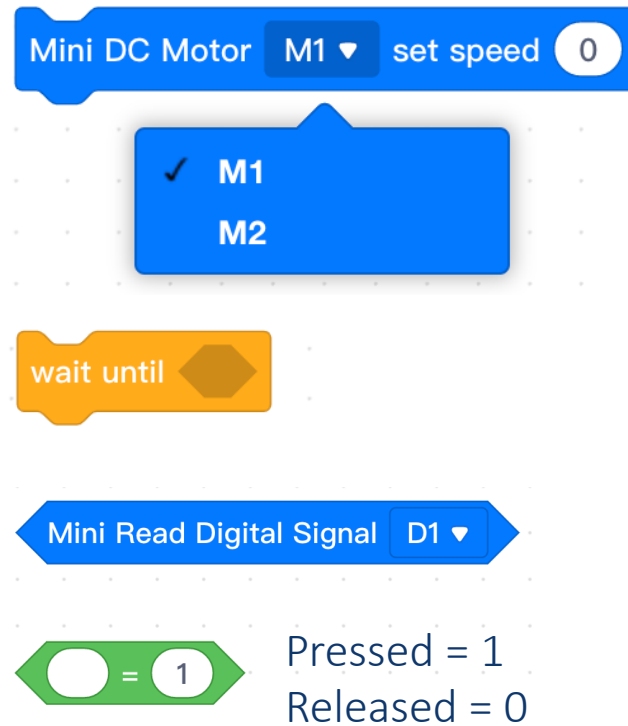 Mini DC Motor M1 ▼ set speed 0
✓ M1
M2
wait until
Mini Read Digital Signal D1 ▼
= 1
Pressed = 1
Released = 0